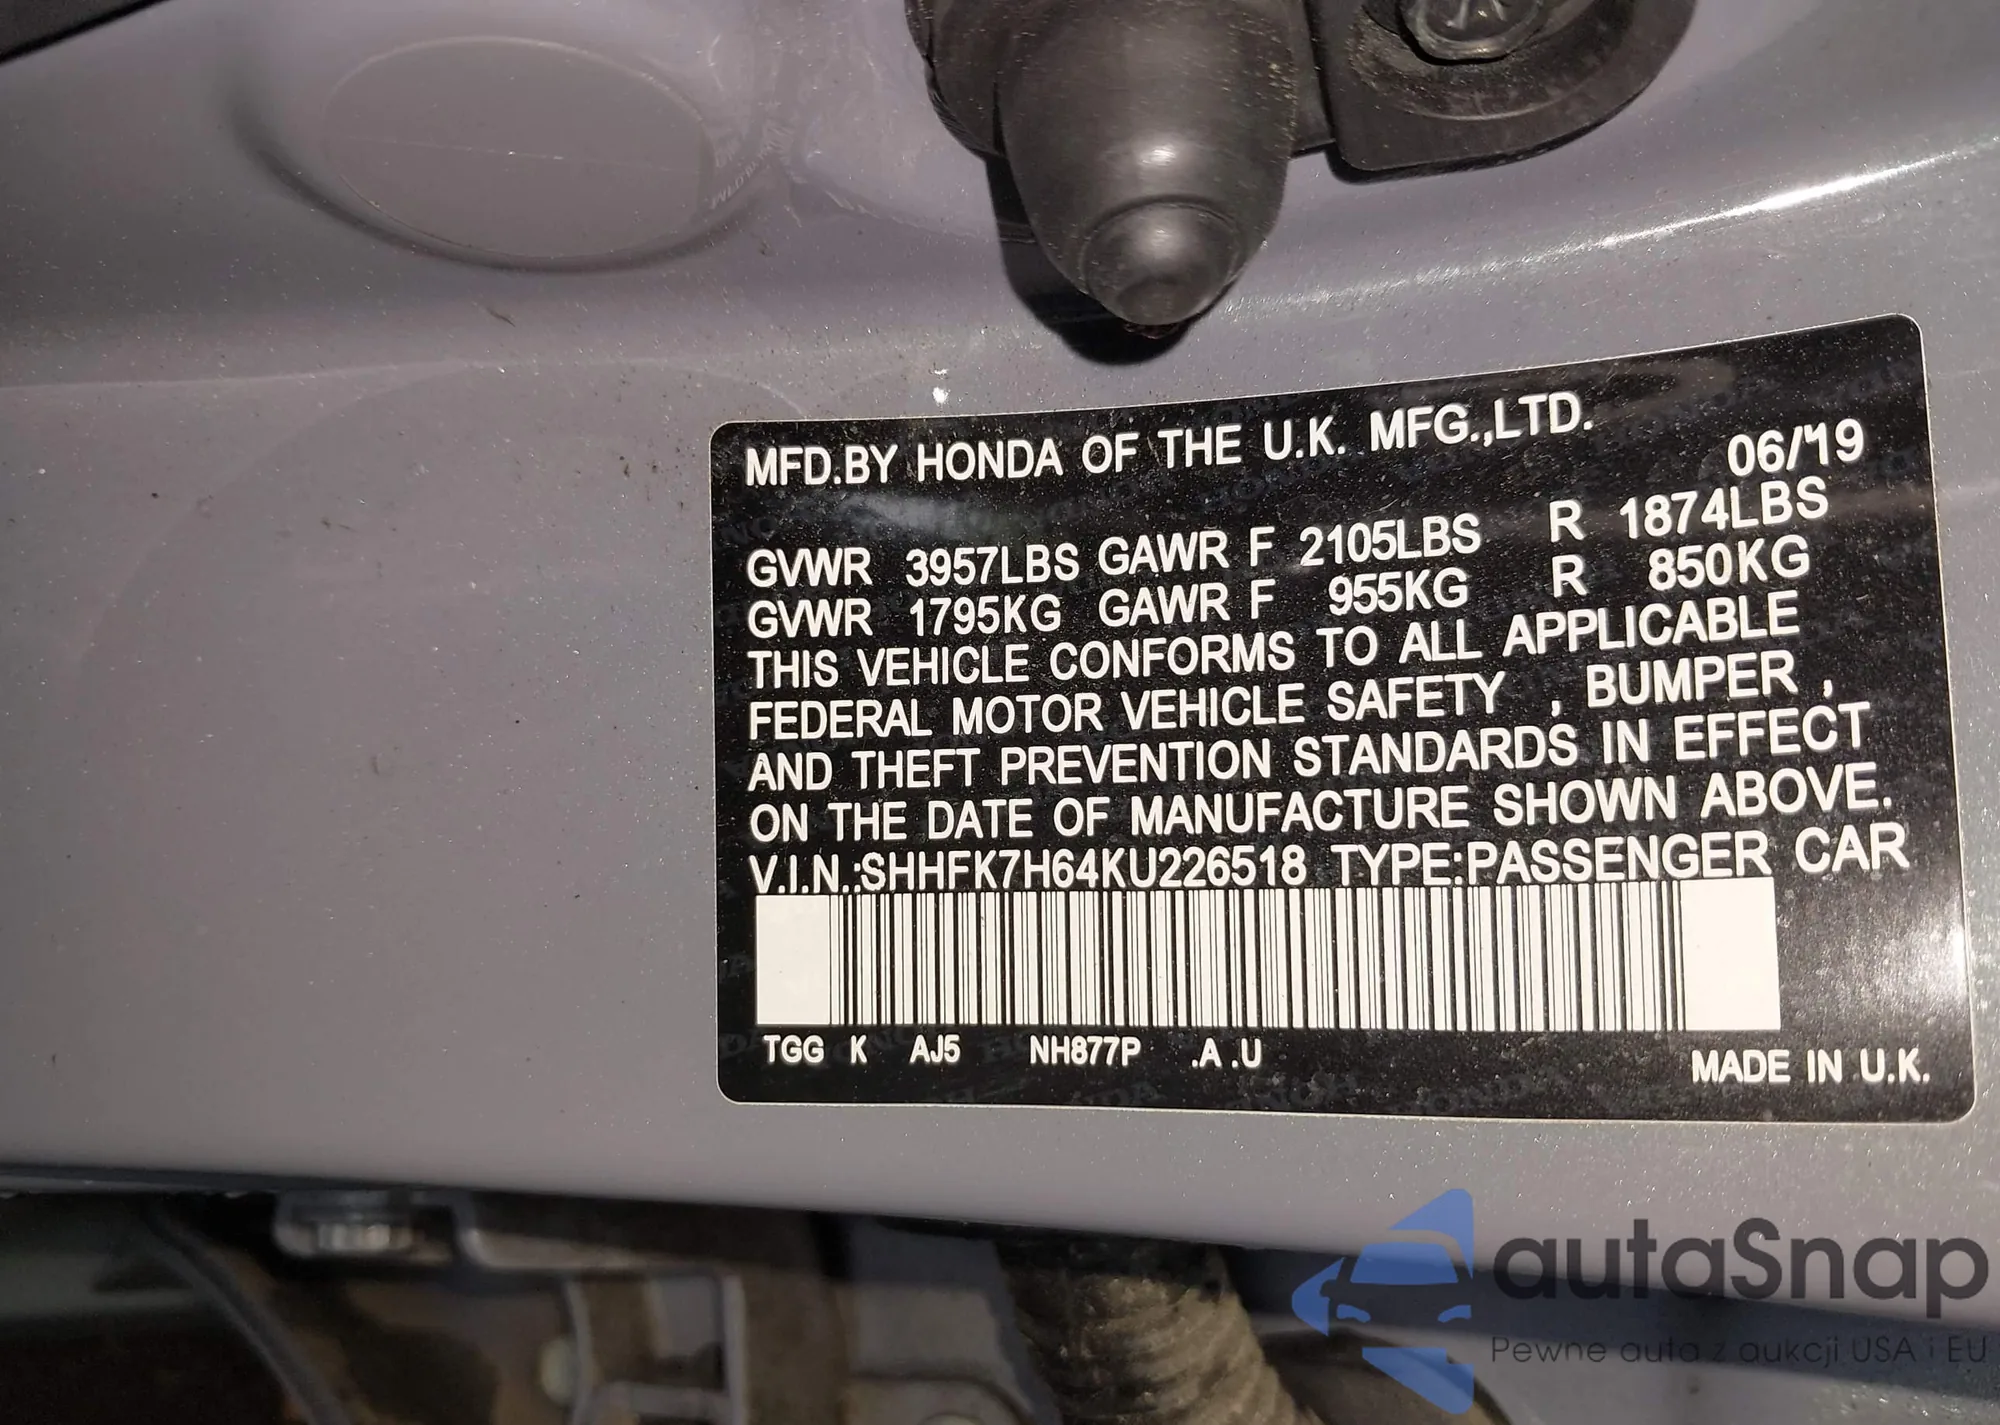 MFD.BY HONDA OF THE U.K. MFG.,LTD.
06/19
GVWR 3957LBS GAWR F 2105LBS R 1874LBS
GVWR 1795KG GAWR F 955KG R 850KG
THIS VEHICLE CONFORMS TO ALL APPLICABLE
FEDERAL MOTOR VEHICLE SAFETY , BUMPER ,
AND THEFT PREVENTION STANDARDS IN EFFECT
ON THE DATE OF MANUFACTURE SHOWN ABOVE.
V.I.N.:SHHFK7H64KU226518 TYPE:PASSENGER CAR
TGG K AJ5 NH877P .A .U
MADE IN U.K.
autaSnap
Pewne auta z aukcji USA i EU